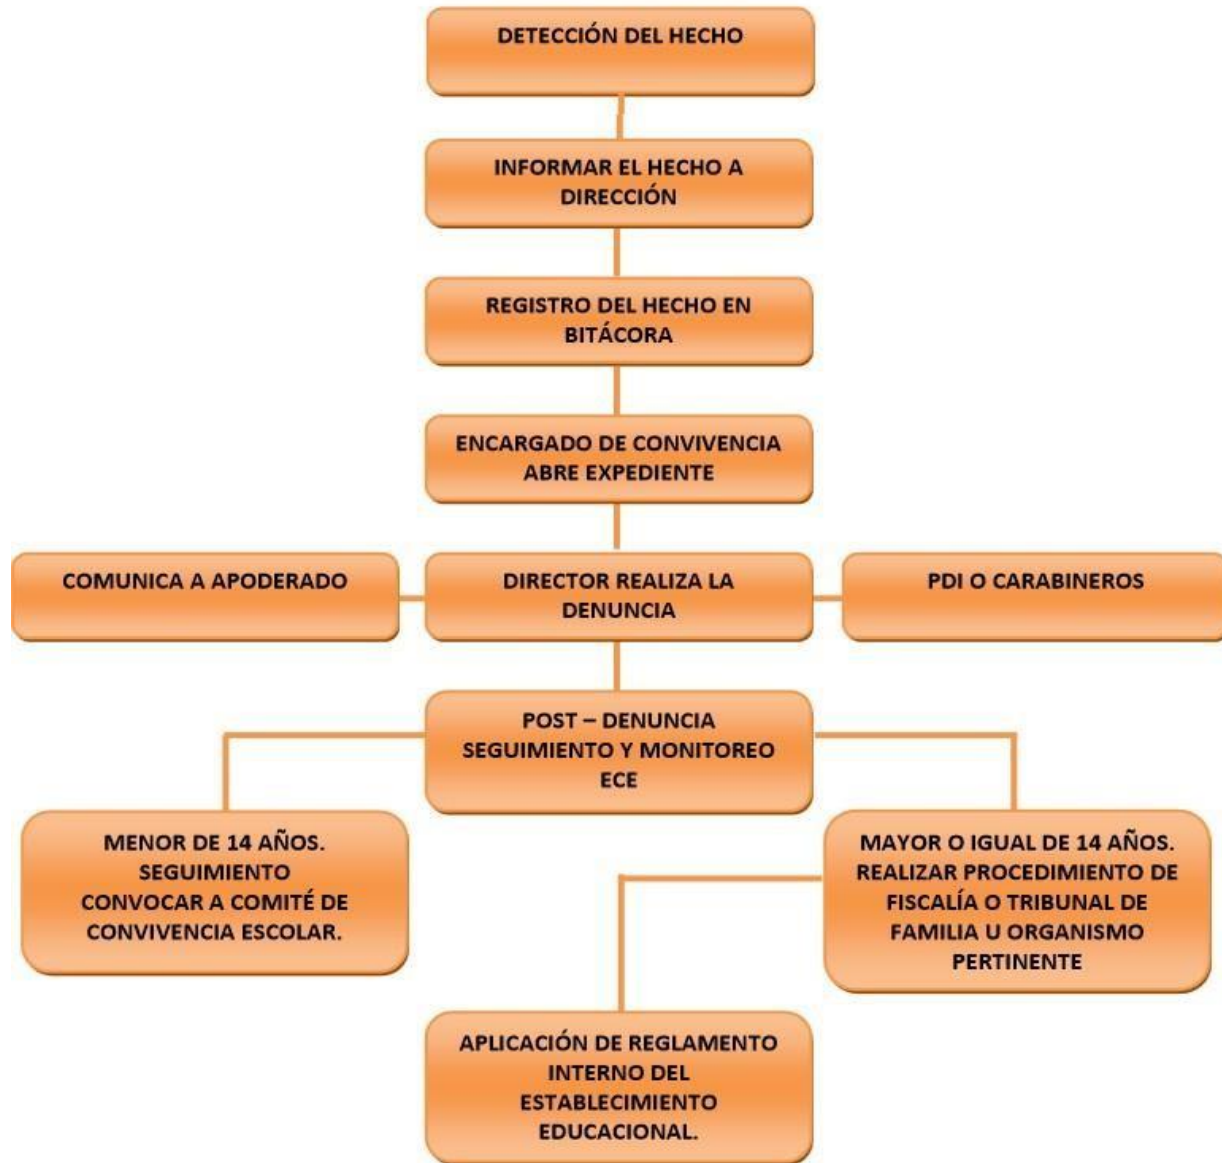 DETECCIÓN DEL HECHO
INFORMAR EL HECHO A
DIRECCIÓN
REGISTRO DEL HECHO EN
BITÁCORA
ENCARGADO DE CONVIVENCIA
ABRE EXPEDIENTE
COMUNICA A APODERADO
DIRECTOR REALIZA LA
DENUNCIA
PDI O CARABINEROS
POST – DENUNCIA
SEGUIMIENTO Y MONITOREO
ECE
MENOR DE 14 AÑOS.
SEGUIMIENTO
CONVOCAR A COMITÉ DE
CONVIVENCIA ESCOLAR.
MAYOR O IGUAL DE 14 AÑOS.
REALIZAR PROCEDIMIENTO DE
FISCALÍA O TRIBUNAL DE
FAMILIA U ORGANISMO
PERTINENTE
APLICACIÓN DE REGLAMENTO
INTERNO DEL
ESTABLECIMIENTO
EDUCACIONAL.